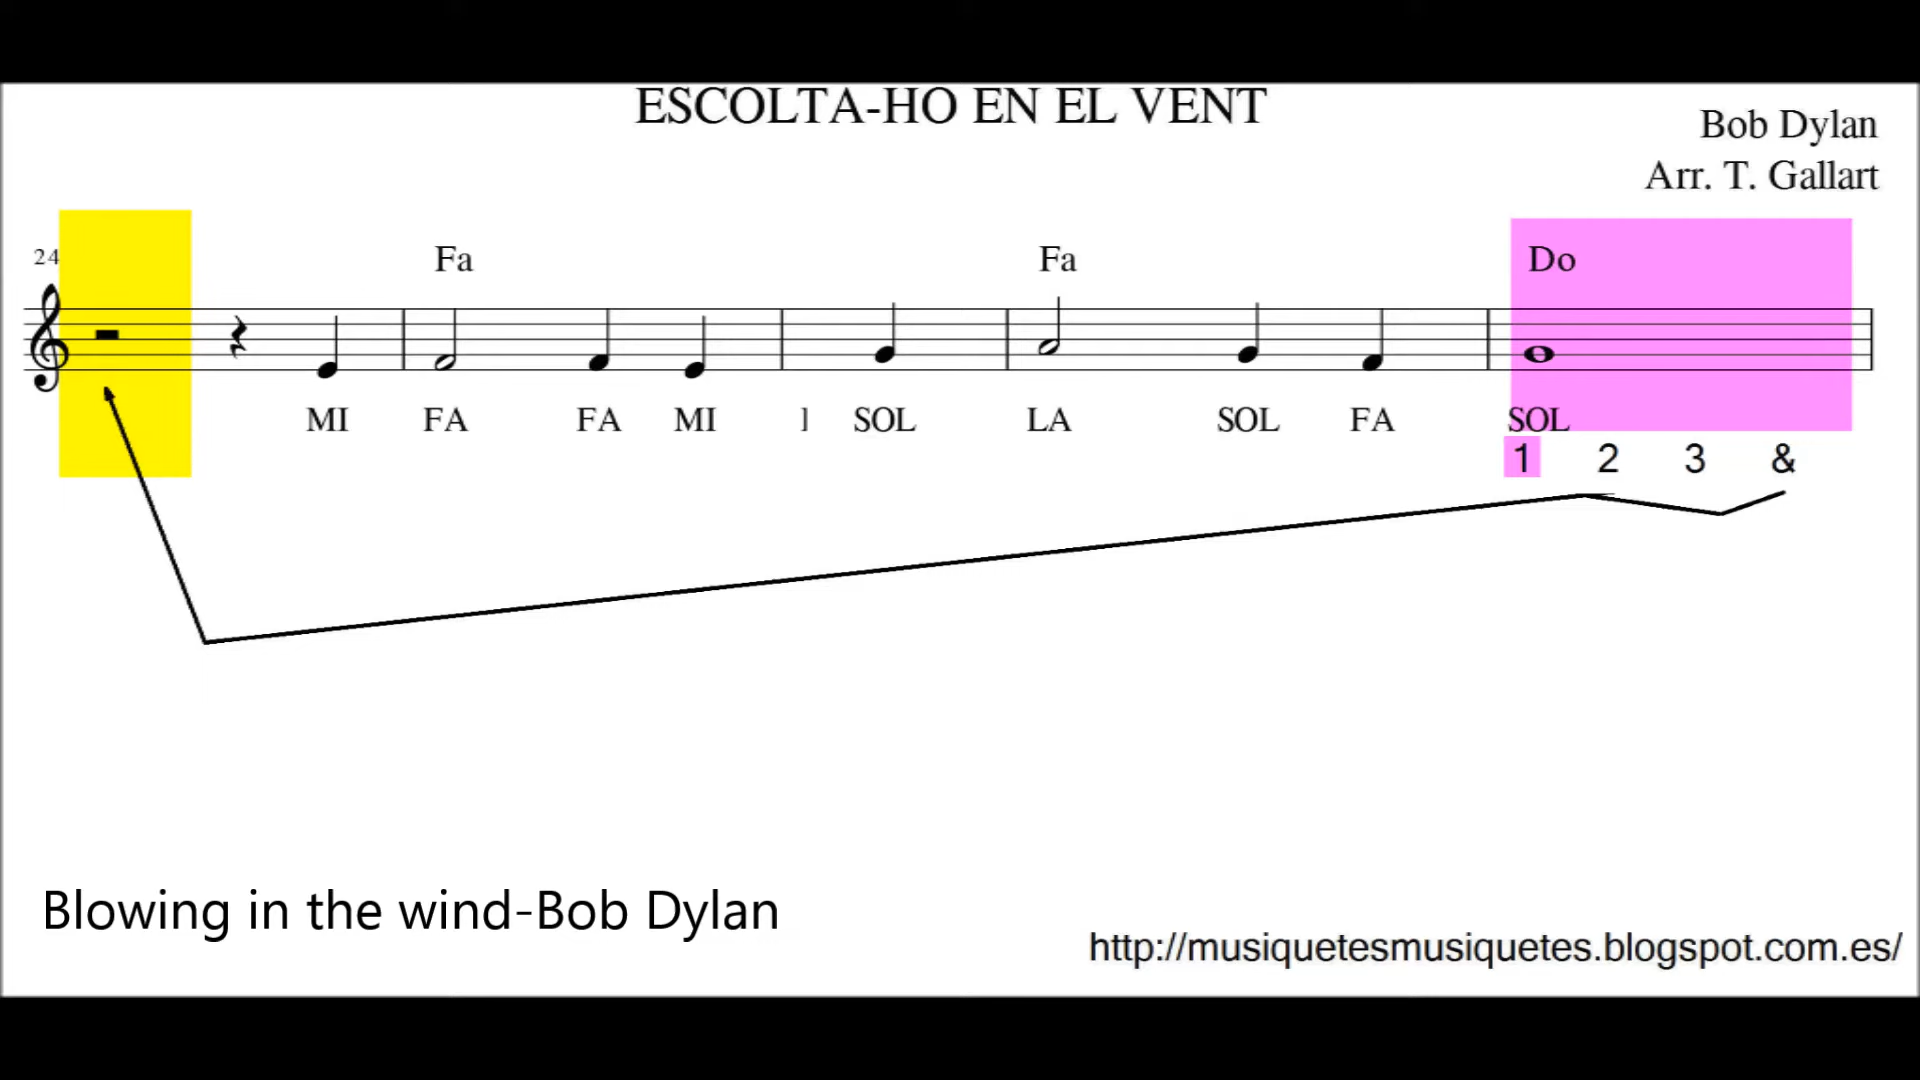 ESCOLTA-HO EN EL VENT
Bob Dylan
Arr. T. Gallart
24
Fa Fa Do
MI FA FA MI SOL LA SOL FA SOL
1 2 3 &
Blowing in the wind-Bob Dylan
http://musiquetesmusiquetes.blogspot.com.es/